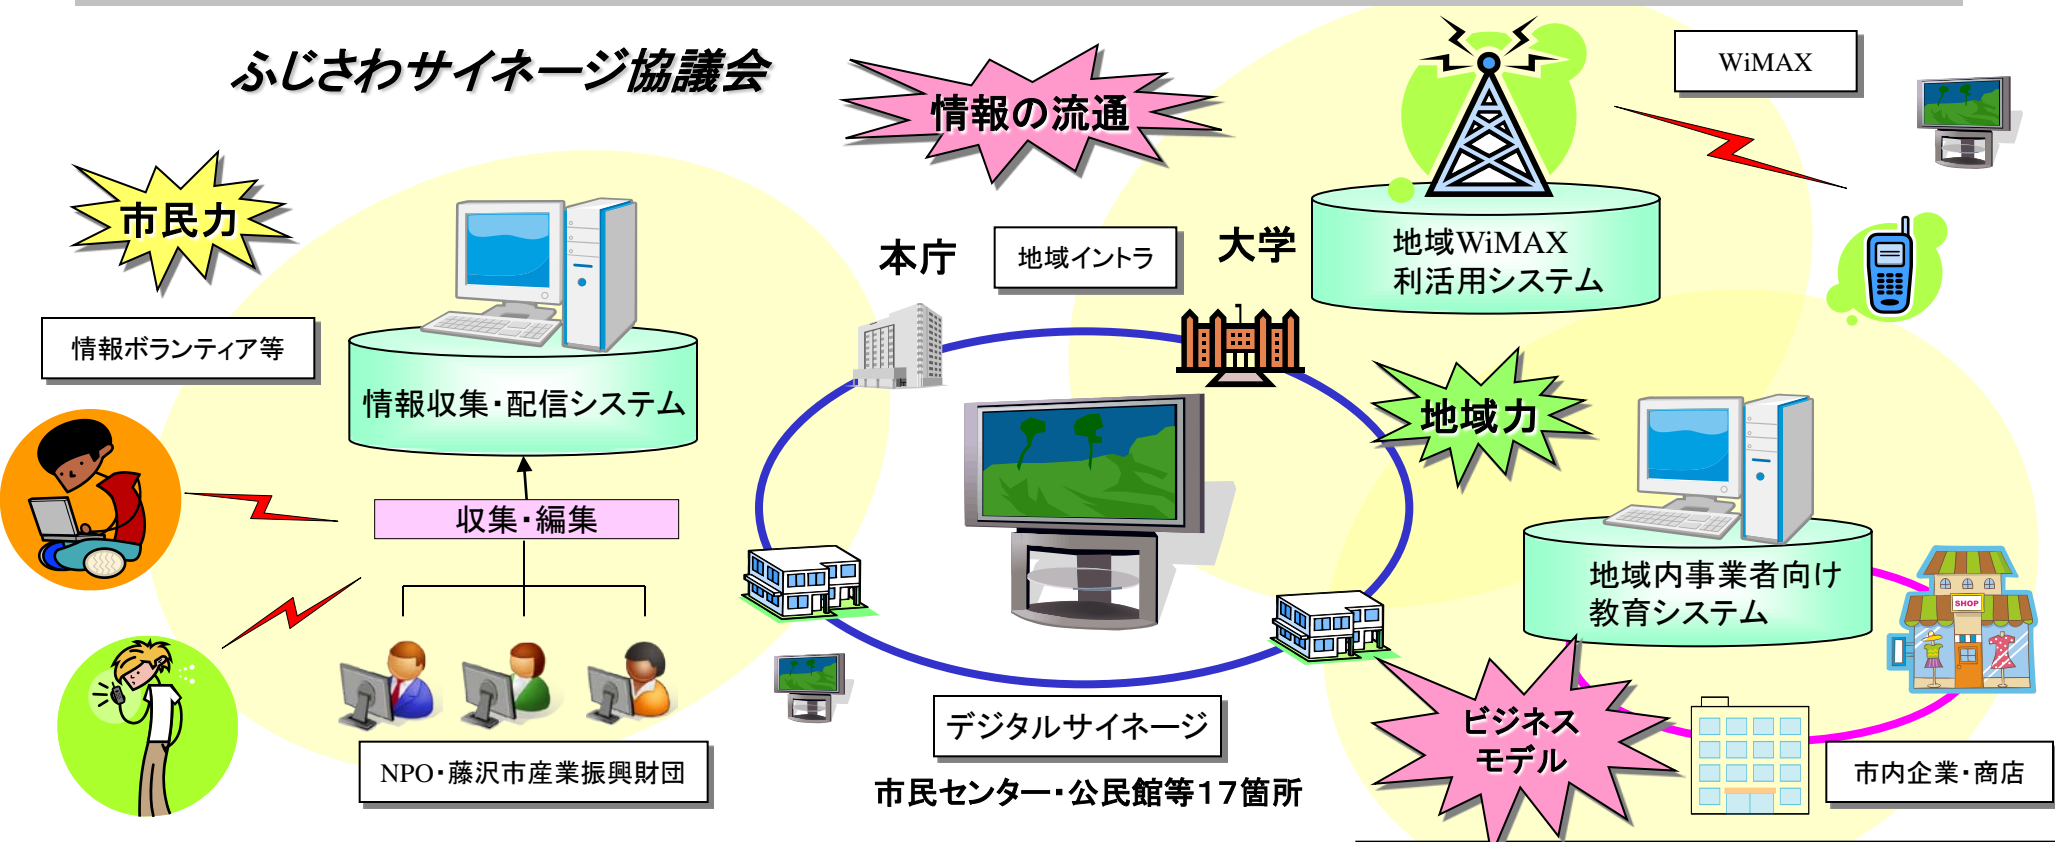 ふじさわサイネージ協議会
情報の流通
WiMAX
市民力
本庁
地域イントラ
大学
地域WiMAX
利活用システム
情報ボランティア等
情報収集・配信システム
地域力
収集・編集
地域内事業者向け
教育システム
SHOP
ビジネス
モデル
デジタルサイネージ
NPO・藤沢市産業振興財団
市内企業・商店
市民センター・公民館等17箇所